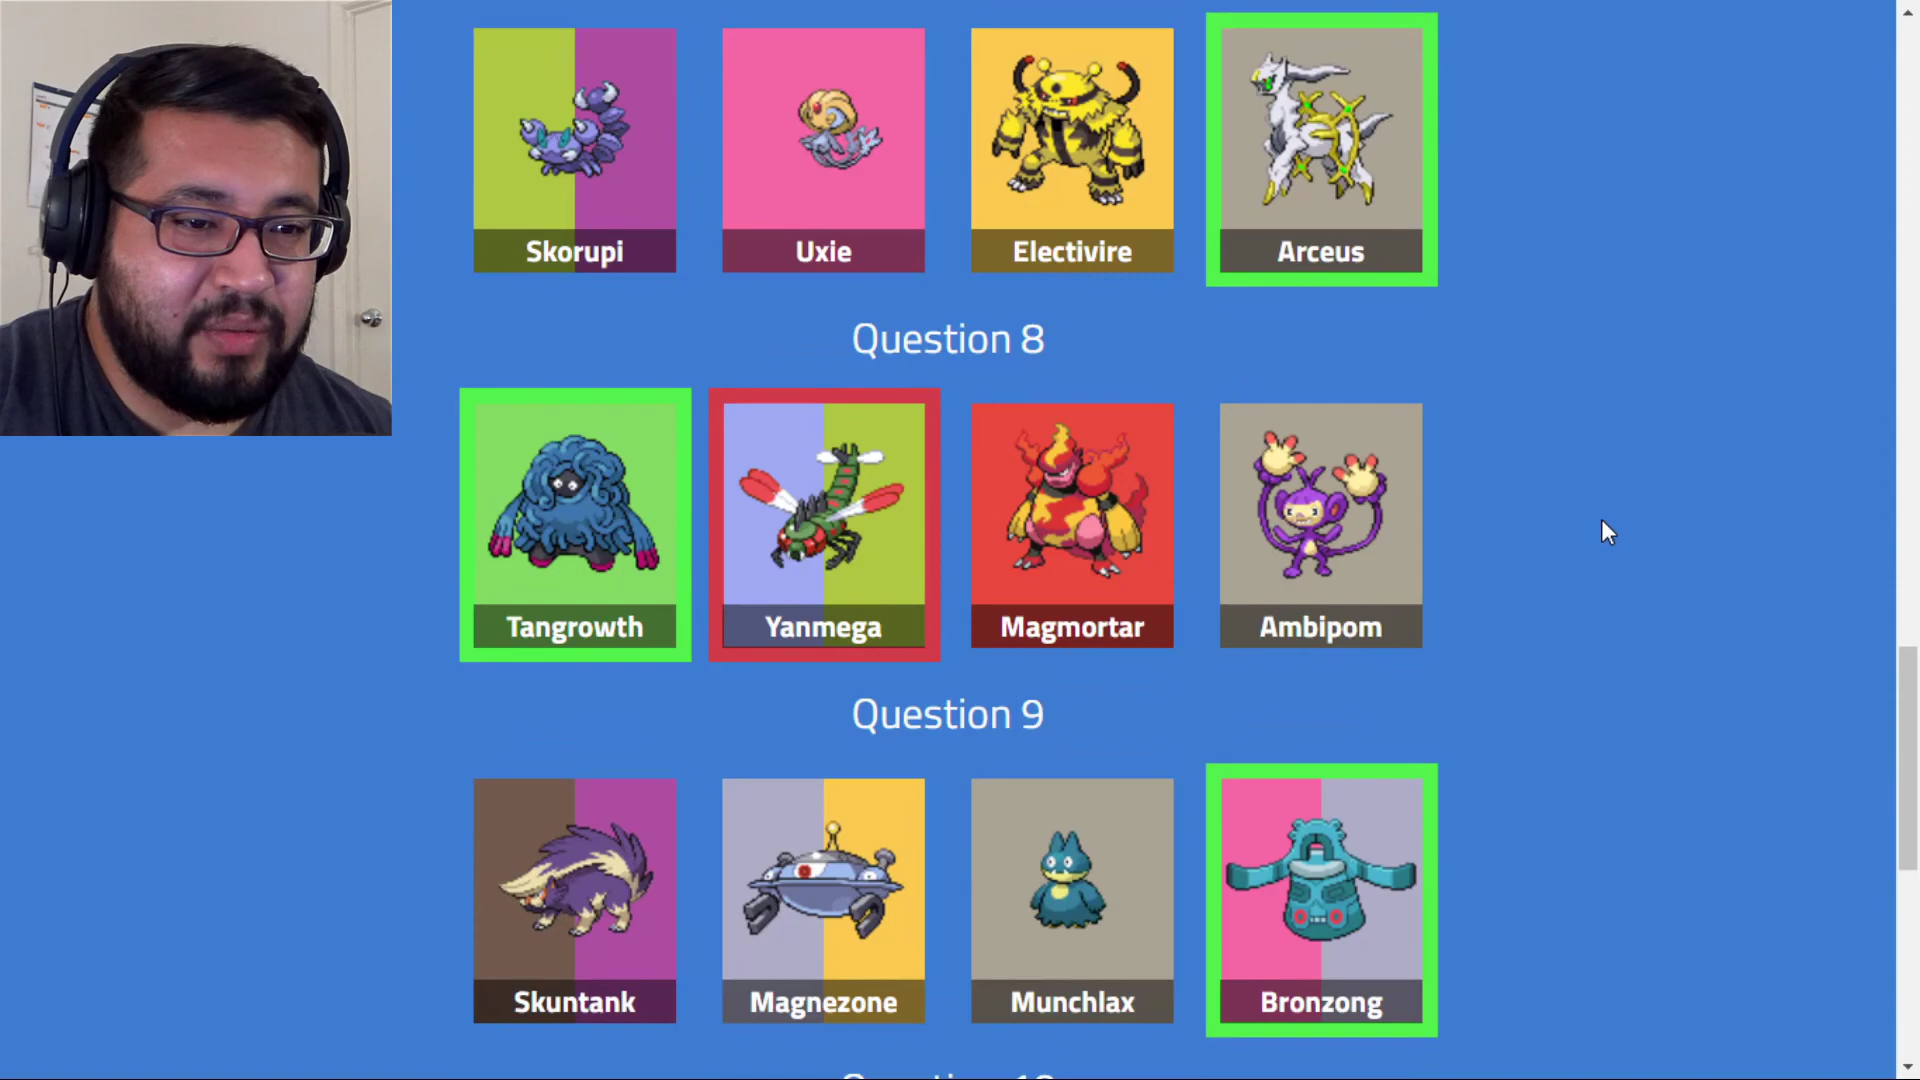 Skorupi
Uxie
Electivire
Arceus
Question 8
Tangrowth
Yanmega
Magmortar
Ambipom
Question 9
Skuntank
Magnezone
Munchlax
Bronzong